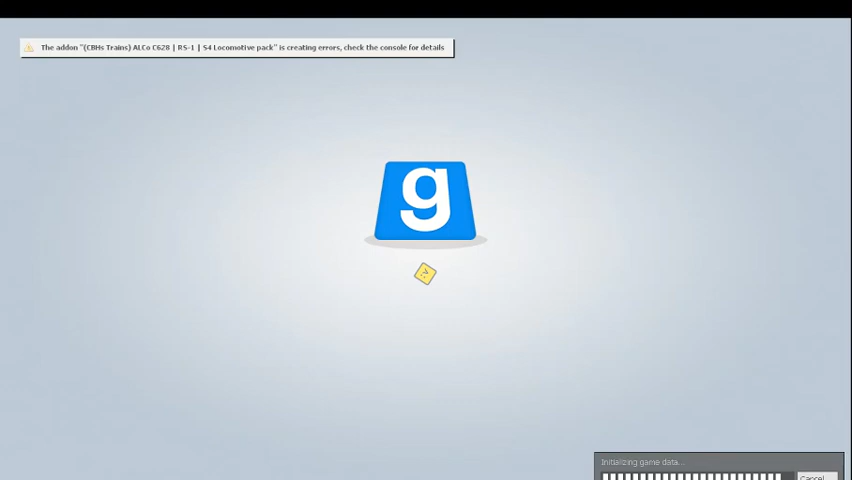 The addon "(CBHs Trains) ALCo C628 | RS-1 | S4 Locomotive pack" is creating errors, check the console for details
g
:V
Initializing game data...
Cancel